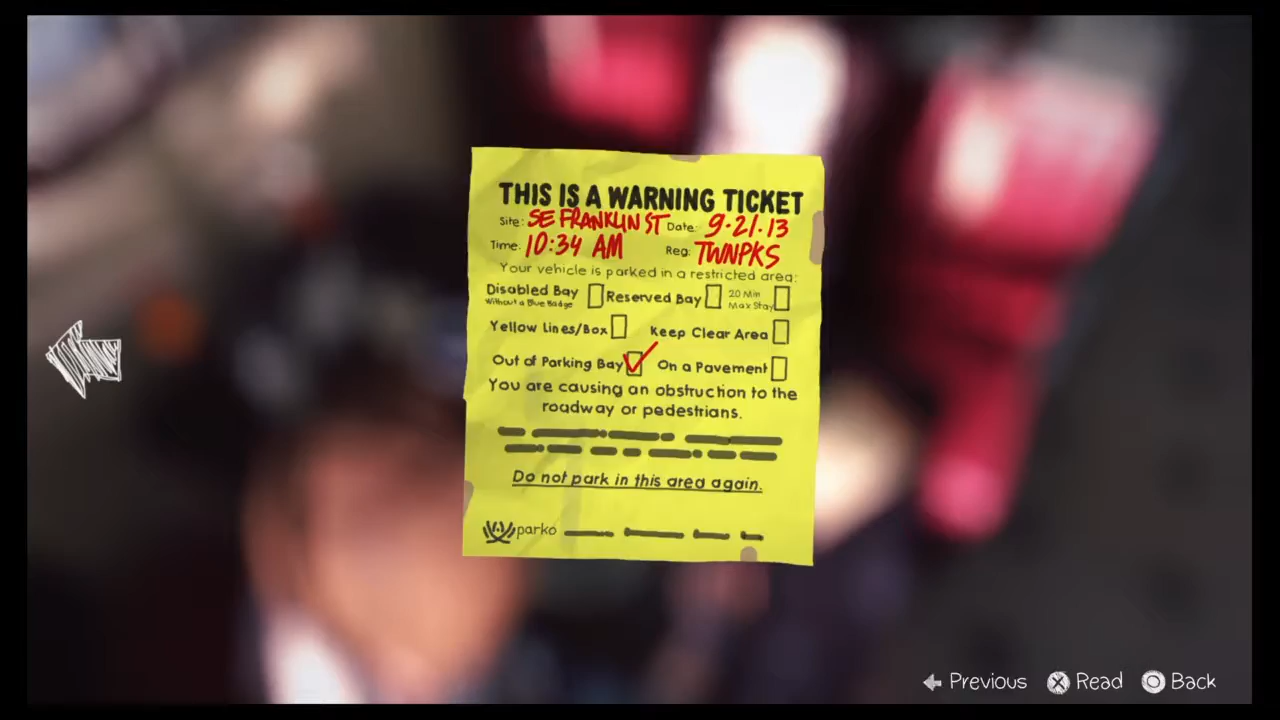 THIS IS A WARNING TICKET
Site: SE FRANKLIN ST Date: 9.21.13
Time: 10:34 AM Reg: TWNPKS
Your vehicle is parked in a restricted area:
Disabled Bay Reserved Bay 20 Min
Without a Blue Badge Max Stay
Yellow Lines/Box Keep Clear Area
Out of Parking Bay On a Pavement
You are causing an obstruction to the
roadway or pedestrians.
Do not park in this area again.
parko
Previous Read Back